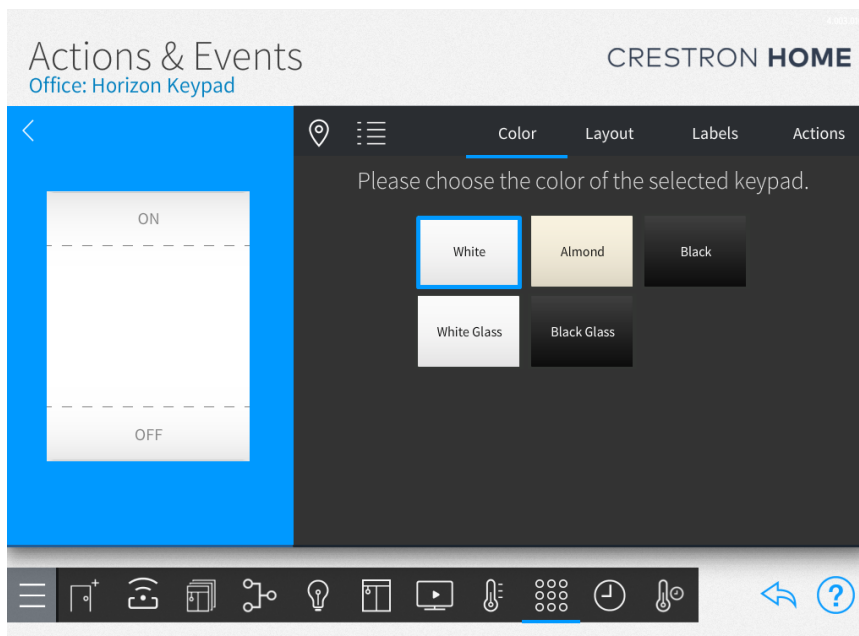 Actions & Events
Office: Horizon Keypad
CRESTRON HOME
Color Layout Labels Actions
Please choose the color of the selected keypad.
ON
OFF
White Almond Black
White Glass Black Glass
?